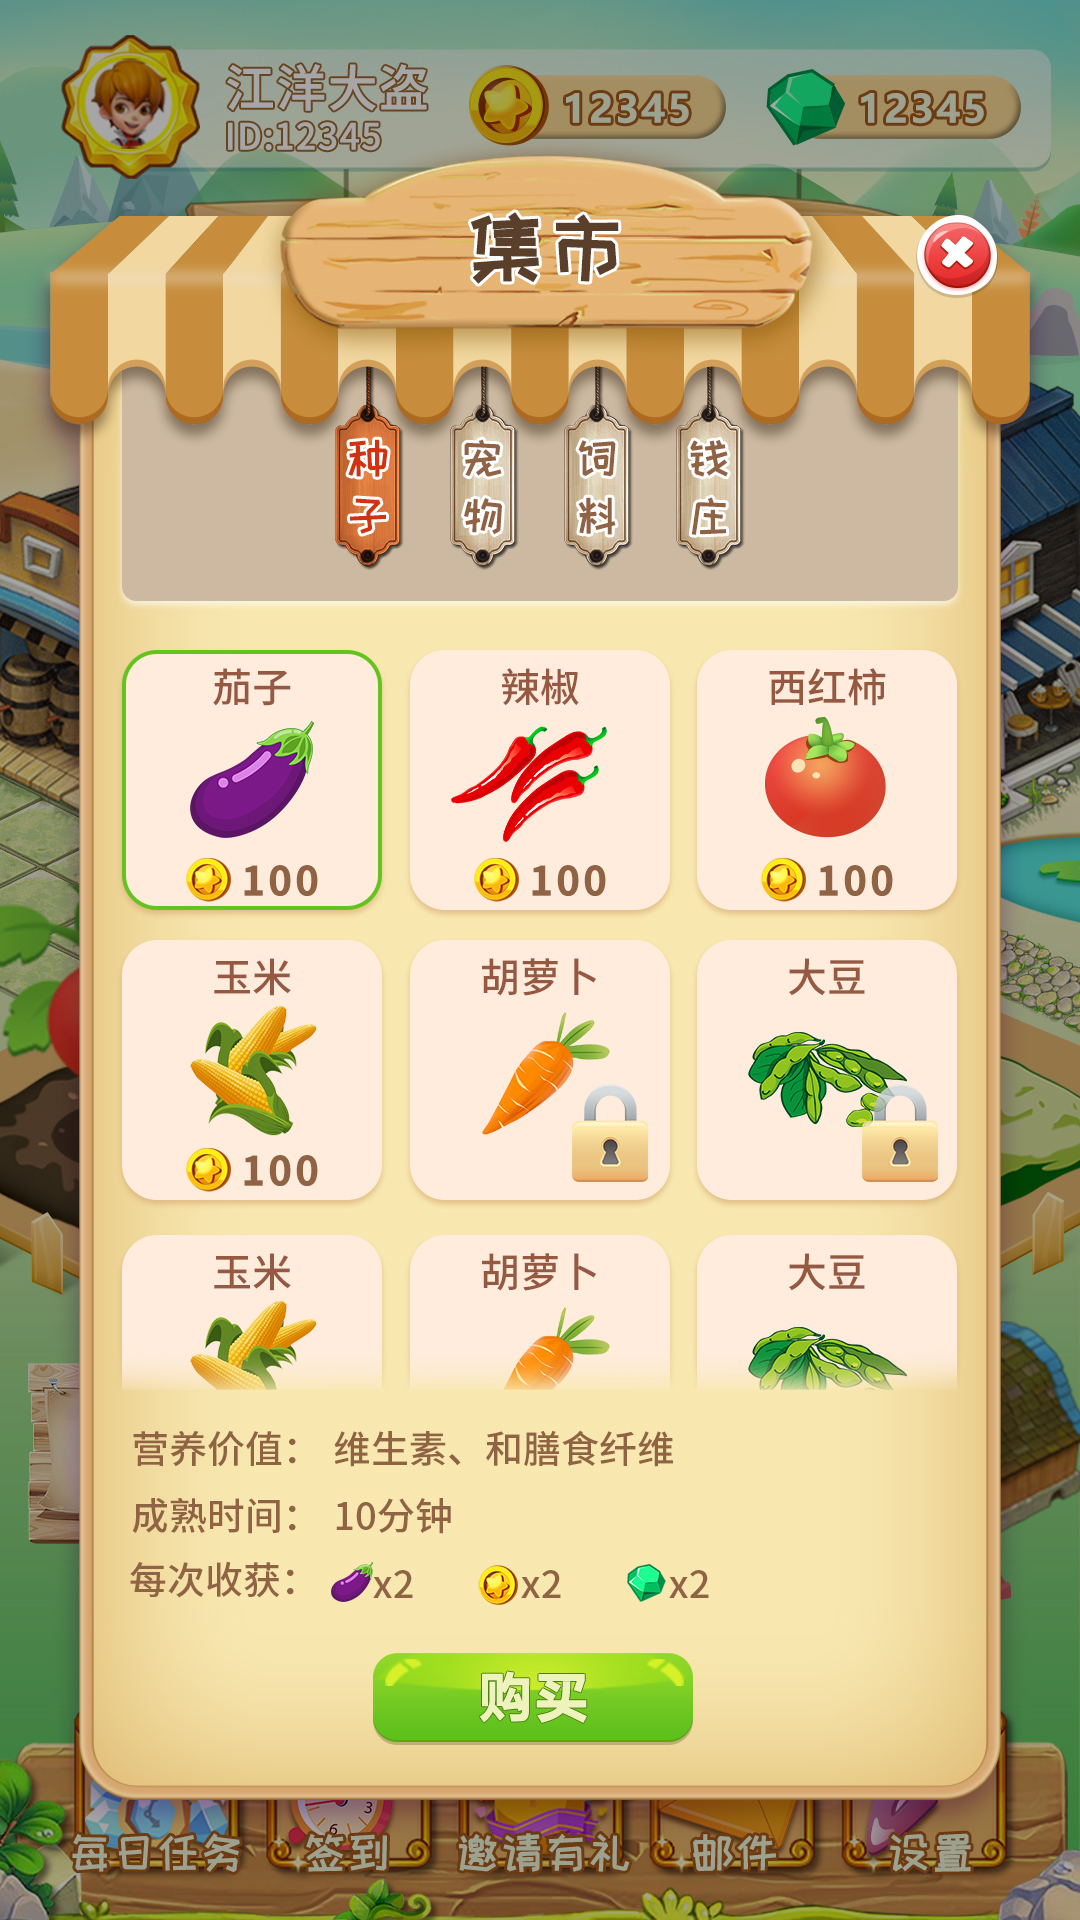 江洋大盗
ID:12345
12345
12345
集市
种子
宠物
饲料
钱庄
茄子
辣椒
西红柿
100
100
100
玉米
胡萝卜
大豆
100
玉米
胡萝卜
大豆
营养价值： 维生素、和膳食纤维
成熟时间： 10分钟
每次收获： x2 x2 x2
购买
3
6
每日任务
签到
邀请有礼
邮件
设置